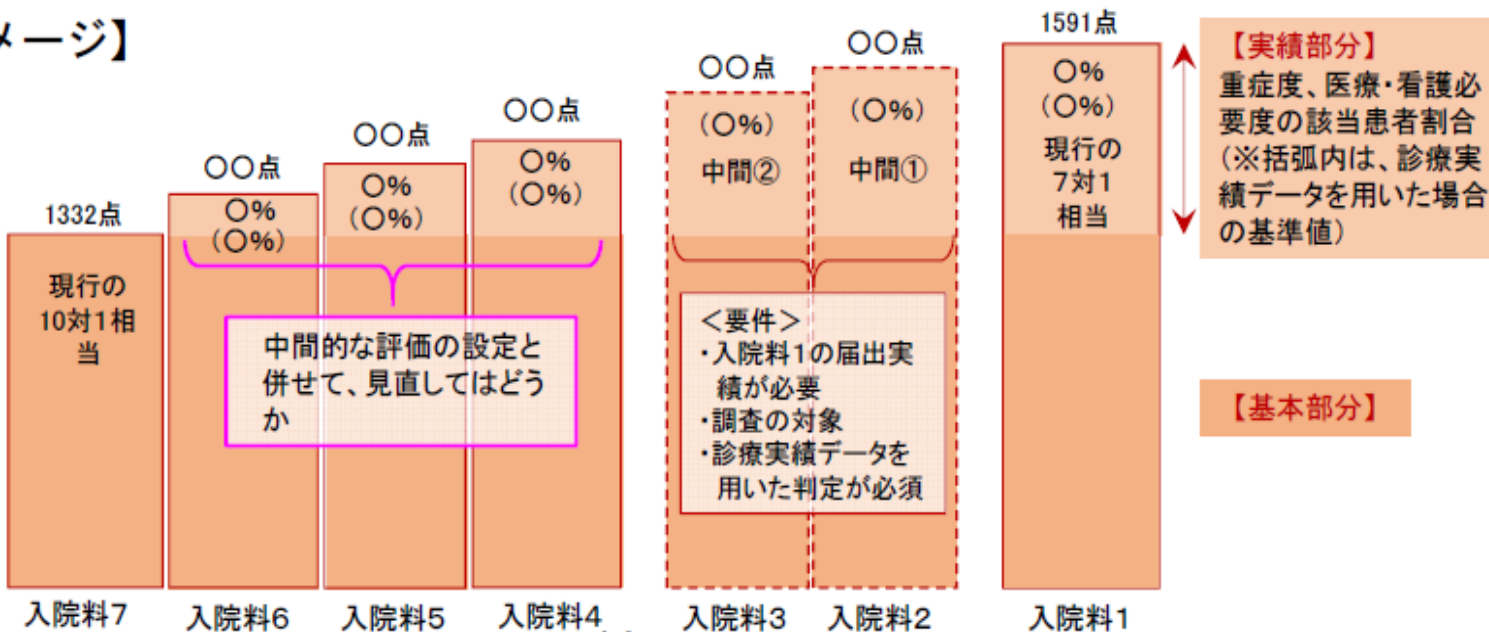 メージ】
1332点
現行の
10対1相
当
入院料7
〇〇点
〇%
(〇%)
入院料6
〇〇点
〇%
(〇%)
入院料5
〇〇点
〇%
(〇%)
入院料4
中間的な評価の設定と
併せて、見直してはどう
か
〇〇点
(〇%)
中間②
入院料3
〇〇点
(〇%)
中間①
入院料2
<要件>
・入院料1の届出実
績が必要
・調査の対象
・診療実績データを
用いた判定が必須
1591点
〇%
(〇%)
現行の
7対1
相当
入院料1
【実績部分】
重症度、医療・看護必
要度の該当患者割合
(※括弧内は、診療実
績データを用いた場合
の基準値)
【基本部分】